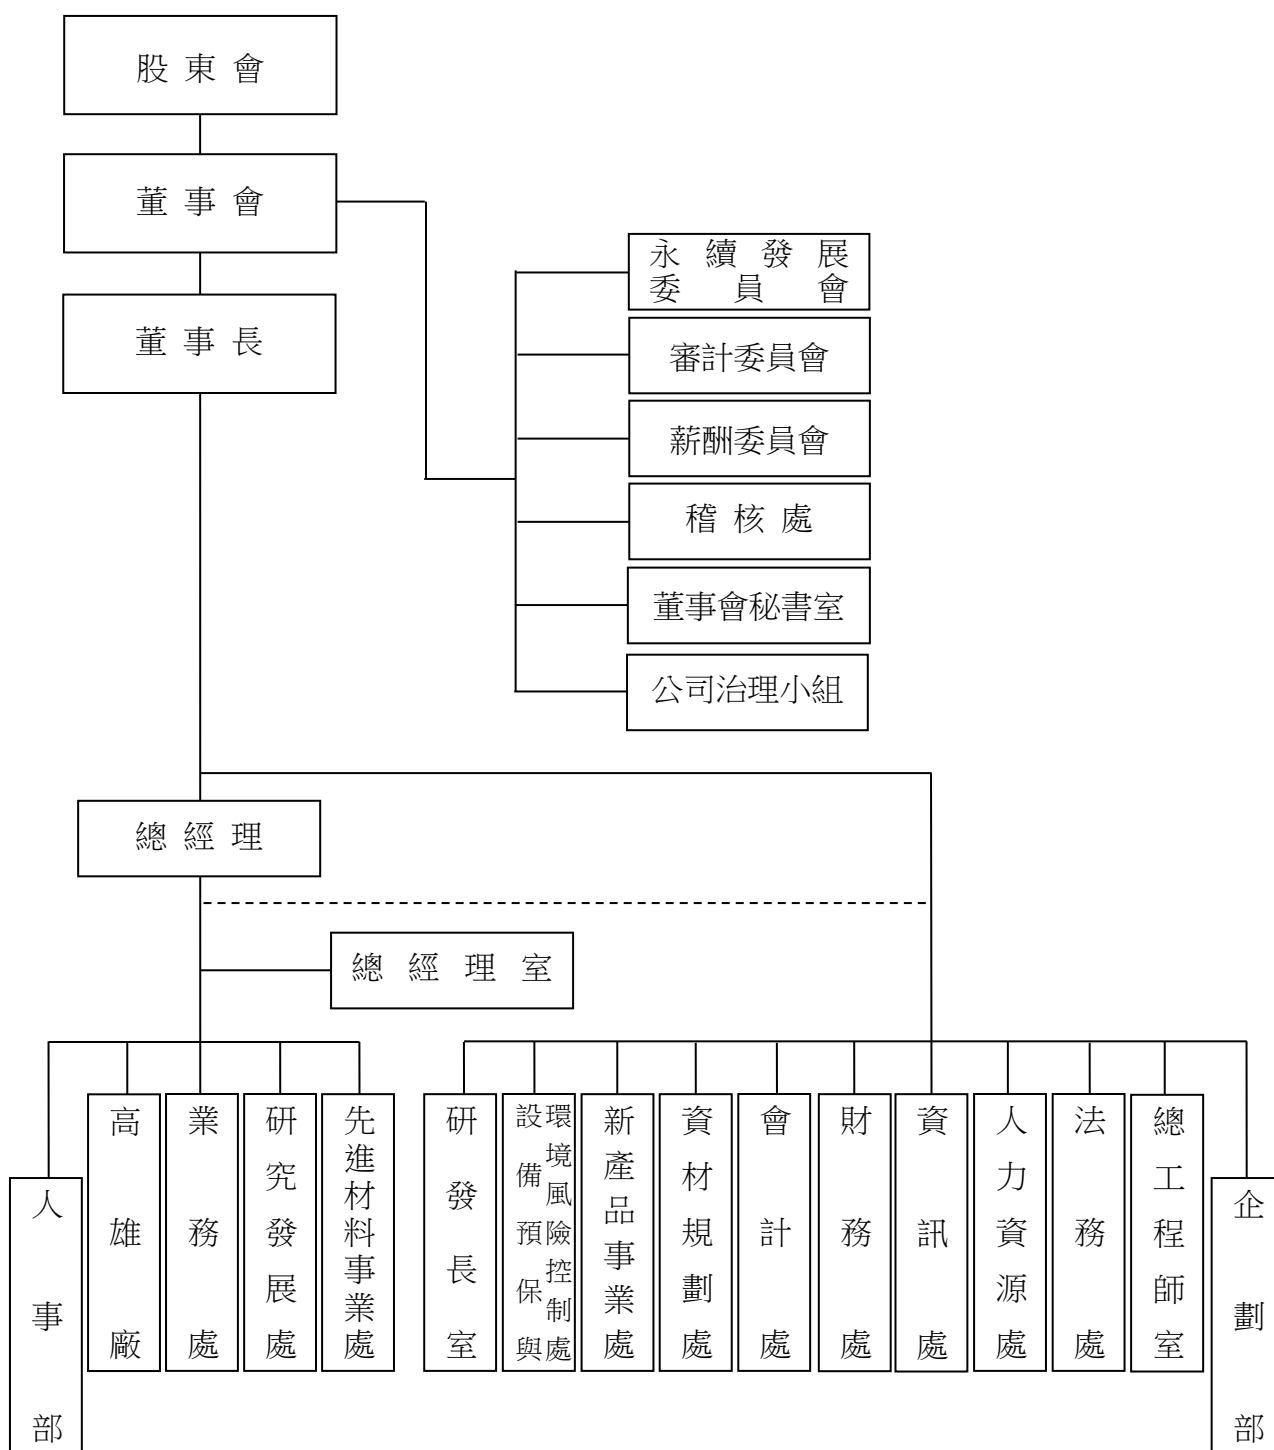 股東會
董事會
董事長
永續發展
委員會
審計委員會
薪酬委員會
稽核處
董事會秘書室
公司治理小組
總經理
總經理室
人事部
高雄廠
業務處
研究發展處
先進材料事業處
研發長室
設備預保與
環境風險控制處
新產品事業處
資材規劃處
會計處
財務處
資訊處
人力資源處
法務處
總工程師室
企劃部